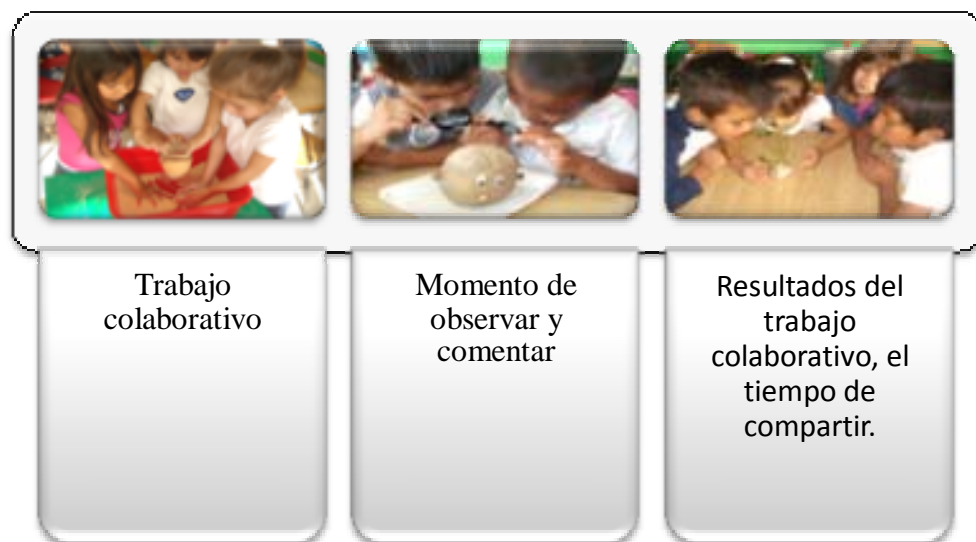 Trabajo
colaborativo
Momento de
observar y
comentar
Resultados del
trabajo
colaborativo, el
tiempo de
compartir.